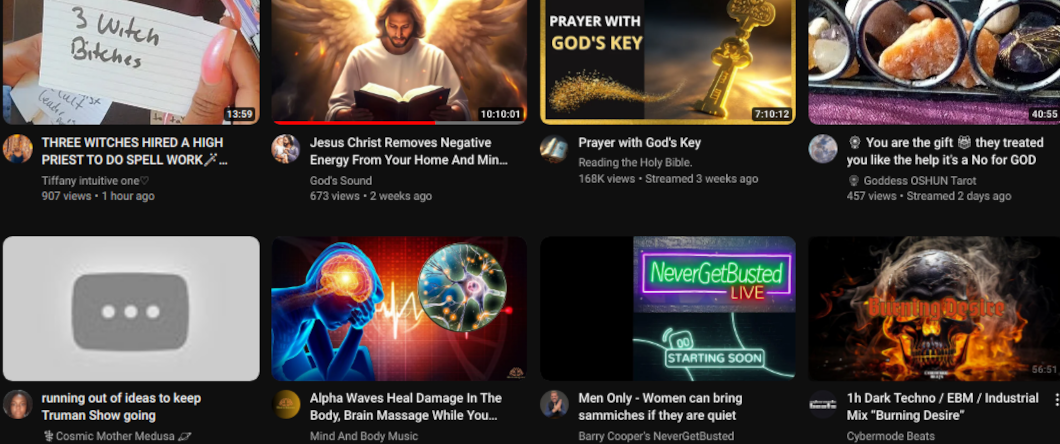 3 Witch
Bitches
13:59
10:10:01
PRAYER WITH
GOD'S KEY
7:10:12
40:55
THREE WITCHES HIRED A HIGH
PRIEST TO DO SPELL WORK🪄...
Tiffany intuitive one♡
907 views • 1 hour ago
Jesus Christ Removes Negative
Energy From Your Home And Min...
God's Sound
673 views • 2 weeks ago
Prayer with God's Key
Reading the Holy Bible.
168K views • Streamed 3 weeks ago
You are the gift they treated
you like the help it's a No for GOD
Goddess OSHUN Tarot
457 views • Streamed 2 days ago
NeverGetBusted
LIVE
STARTING SOON
Burning Desire
CYBERMODE
BEATS
56:51
running out of ideas to keep
Truman Show going
Cosmic Mother Medusa 🪐
Alpha Waves Heal Damage In The
Body, Brain Massage While You...
Mind And Body Music
Men Only - Women can bring
sammiches if they are quiet
Barry Cooper's NeverGetBusted
1h Dark Techno / EBM / Industrial
Mix “Burning Desire”
Cybermode Beats